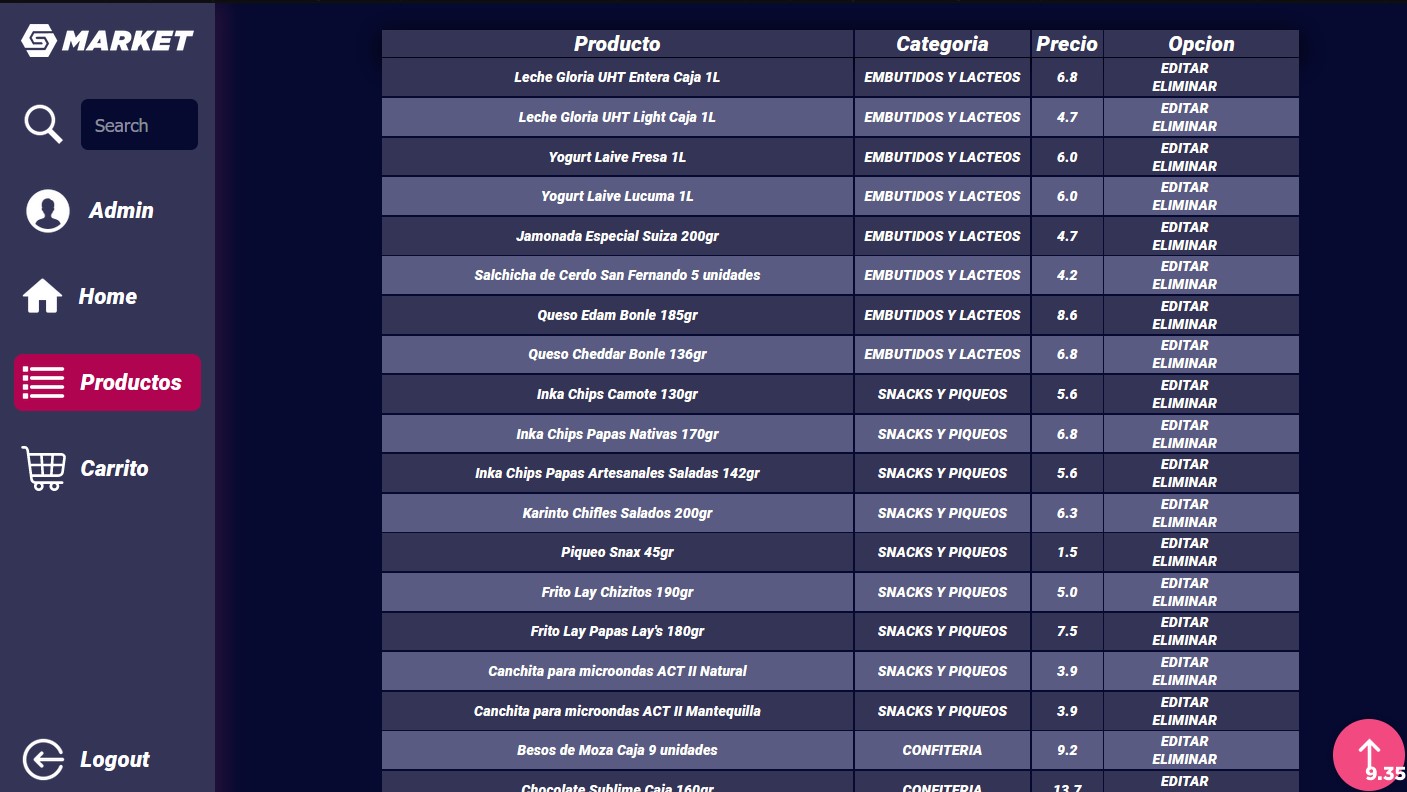 MARKET
Search
Admin
Home
Productos
Carrito
Logout
Producto Categoria Precio Opcion
Leche Gloria UHT Entera Caja 1L EMBUTIDOS Y LACTEOS 6.8 EDITAR
ELIMINAR
Leche Gloria UHT Light Caja 1L EMBUTIDOS Y LACTEOS 4.7 EDITAR
ELIMINAR
Yogurt Laive Fresa 1L EMBUTIDOS Y LACTEOS 6.0 EDITAR
ELIMINAR
Yogurt Laive Lucuma 1L EMBUTIDOS Y LACTEOS 6.0 EDITAR
ELIMINAR
Jamonada Especial Suiza 200gr EMBUTIDOS Y LACTEOS 4.7 EDITAR
ELIMINAR
Salchicha de Cerdo San Fernando 5 unidades EMBUTIDOS Y LACTEOS 4.2 EDITAR
ELIMINAR
Queso Edam Bonle 185gr EMBUTIDOS Y LACTEOS 8.6 EDITAR
ELIMINAR
Queso Cheddar Bonle 136gr EMBUTIDOS Y LACTEOS 6.8 EDITAR
ELIMINAR
Inka Chips Camote 130gr SNACKS Y PIQUEOS 5.6 EDITAR
ELIMINAR
Inka Chips Papas Nativas 170gr SNACKS Y PIQUEOS 6.8 EDITAR
ELIMINAR
Inka Chips Papas Artesanales Saladas 142gr SNACKS Y PIQUEOS 5.6 EDITAR
ELIMINAR
Karinto Chifles Salados 200gr SNACKS Y PIQUEOS 6.3 EDITAR
ELIMINAR
Piqueo Snax 45gr SNACKS Y PIQUEOS 1.5 EDITAR
ELIMINAR
Frito Lay Chizitos 190gr SNACKS Y PIQUEOS 5.0 EDITAR
ELIMINAR
Frito Lay Papas Lay's 180gr SNACKS Y PIQUEOS 7.5 EDITAR
ELIMINAR
Canchita para microondas ACT II Natural SNACKS Y PIQUEOS 3.9 EDITAR
ELIMINAR
Canchita para microondas ACT II Mantequilla SNACKS Y PIQUEOS 3.9 EDITAR
ELIMINAR
Besos de Moza Caja 9 unidades CONFITERIA 9.2 EDITAR
ELIMINAR
Chocolate Sublime Caja 160gr CONFITERIA 13.7 EDITAR
9.35